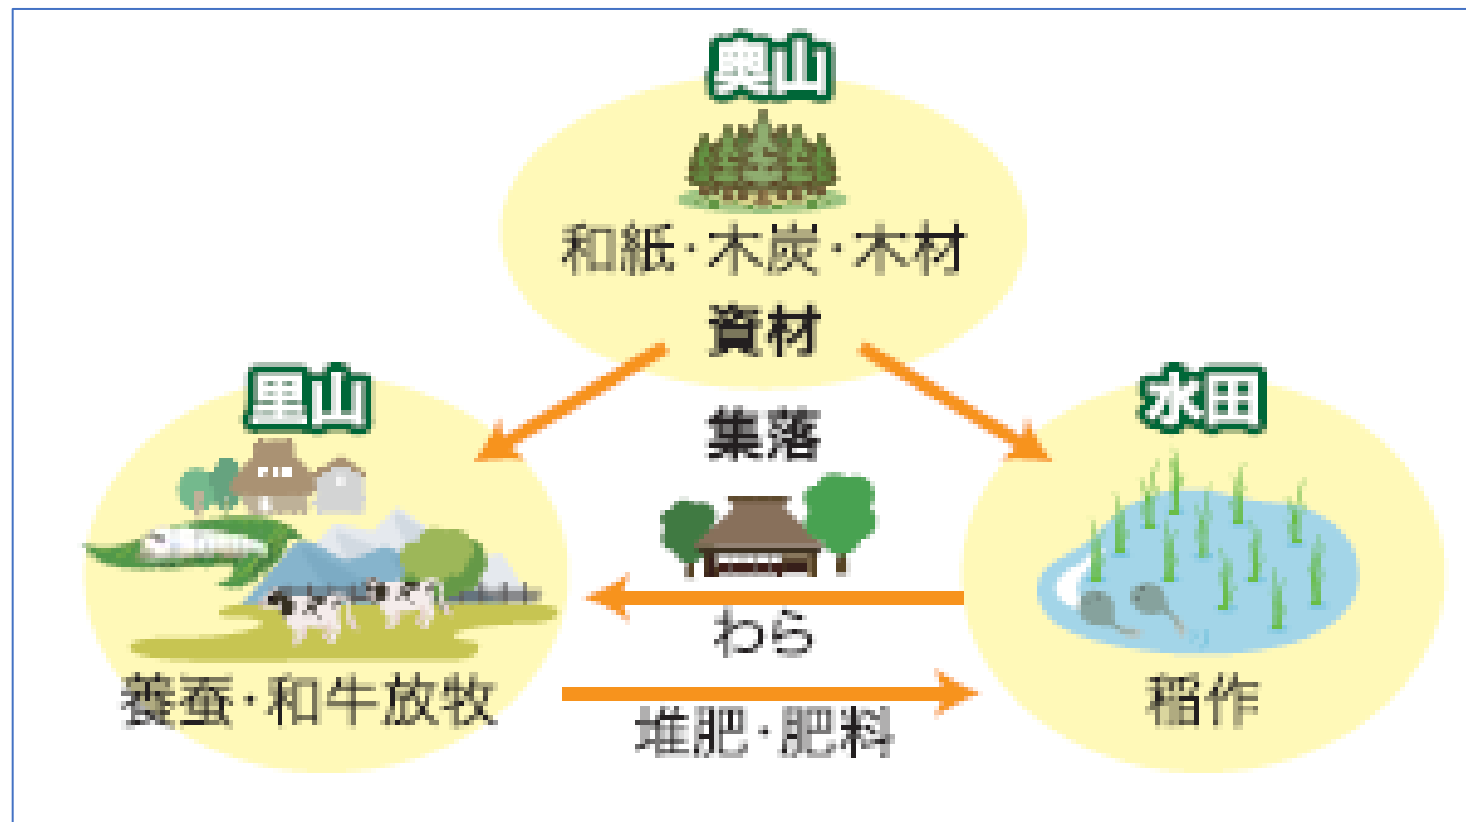 奥山
和紙・木炭・木材
資材
里山
水田
集落
わら
養蚕・和牛放牧
稲作
堆肥・肥料